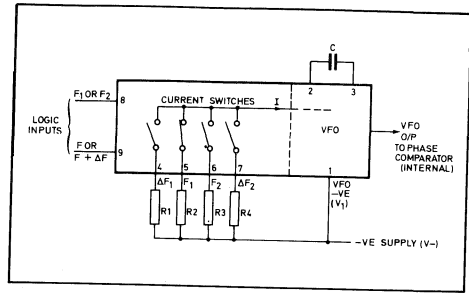 C
2 3
F1 OR F2
8
CURRENT SWITCHES
I
LOGIC
INPUTS
VFO
VFO
O/P
TO PHASE
COMPARATOR
(INTERNAL)
F OR
F + ΔF
9
4 5 6 7 1
ΔF1 F1 F2 ΔF2
VFO
-VE
(V1)
R1 R2 R3 R4
-VE SUPPLY (V-)